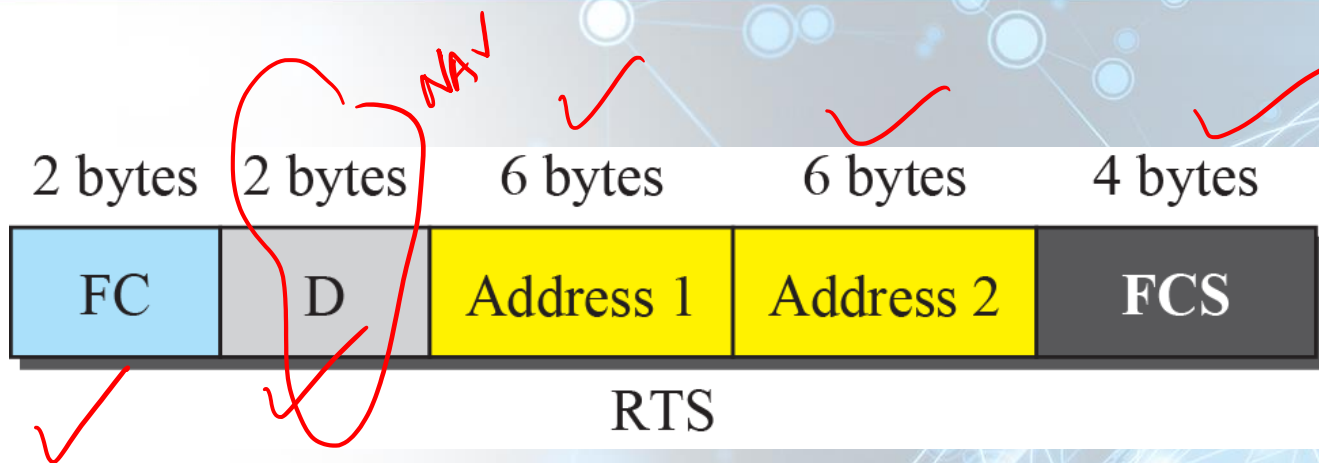 NAV
2 bytes 2 bytes 6 bytes 6 bytes 4 bytes
FC D Address 1 Address 2 FCS
RTS